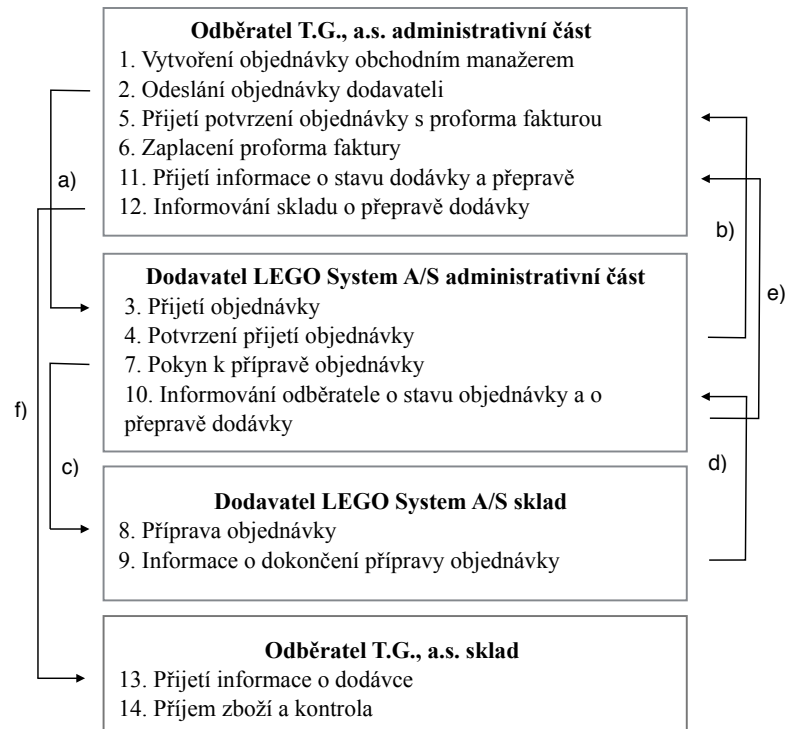 Odběratel T.G., a.s. administrativní část
1. Vytvoření objednávky obchodním manažerem
2. Odeslání objednávky dodavateli
5. Přijetí potvrzení objednávky s proforma fakturou
6. Zaplacení proforma faktury
11. Přijetí informace o stavu dodávky a přepravě
12. Informování skladu o přepravě dodávky
a)
b)
Dodavatel LEGO System A/S administrativní část
3. Přijetí objednávky
4. Potvrzení přijetí objednávky
7. Pokyn k přípravě objednávky
10. Informování odběratele o stavu objednávky a o
přepravě dodávky
e)
f)
c)
d)
Dodavatel LEGO System A/S sklad
8. Příprava objednávky
9. Informace o dokončení přípravy objednávky
Odběratel T.G., a.s. sklad
13. Přijetí informace o dodávce
14. Příjem zboží a kontrola